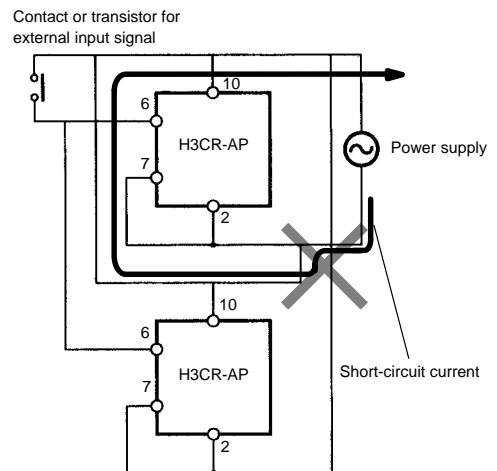 Contact or transistor for
external input signal
10
6
H3CR-AP
7
Power supply
2
10
6
H3CR-AP
Short-circuit current
7
2